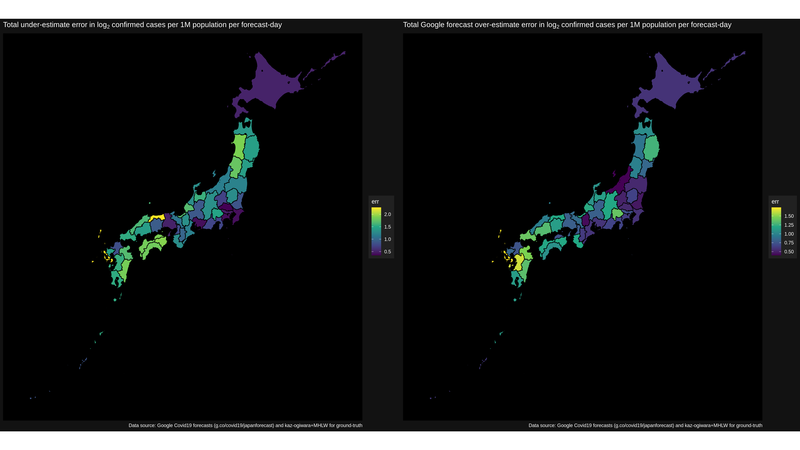 Total under-estimate error in log2 confirmed cases per 1M population per forecast-day
err
2.0
1.5
1.0
0.5
Data source: Google Covid19 forecasts (g.co/covid19/japanforecast) and kaz-ogiwara+MHLW for ground-truth
Total Google forecast over-estimate error in log2 confirmed cases per 1M population per forecast-day
err
1.50
1.25
1.00
0.75
0.50
Data source: Google Covid19 forecasts (g.co/covid19/japanforecast) and kaz-ogiwara+MHLW for ground-truth